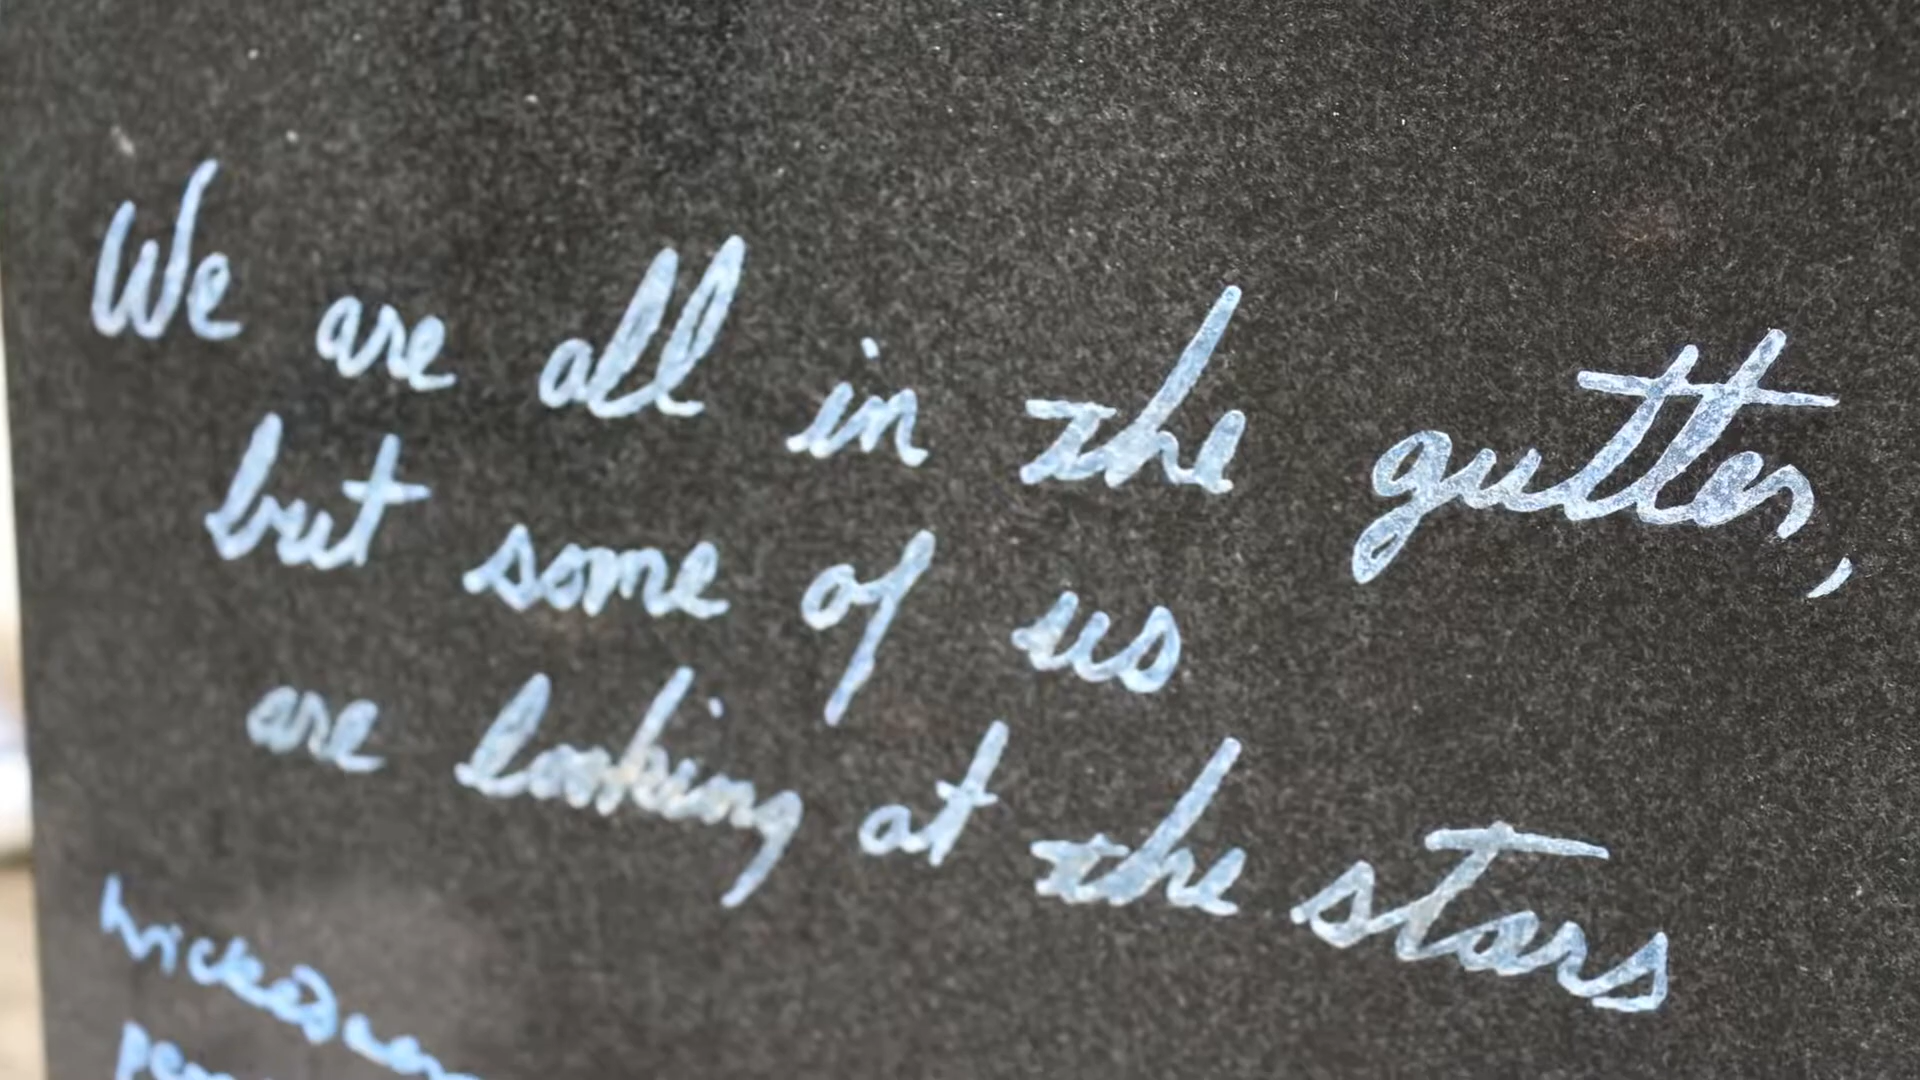 We are all in the gutter,
but some of us
are looking at the stars